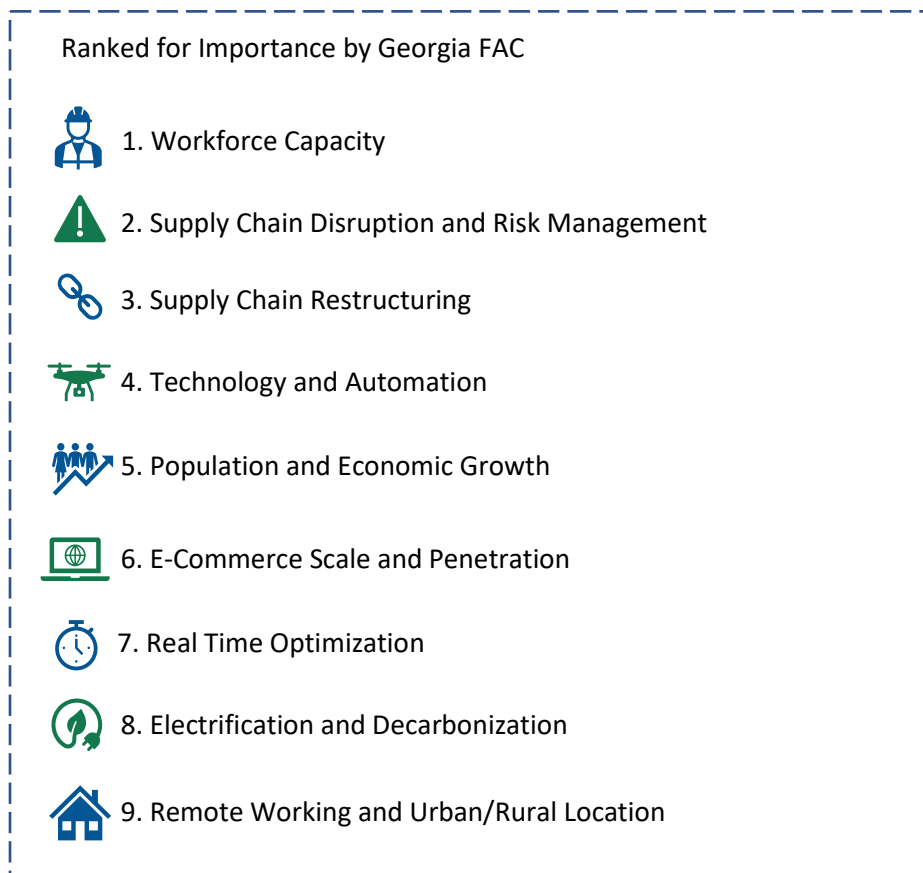 Ranked for Importance by Georgia FAC
1. Workforce Capacity
2. Supply Chain Disruption and Risk Management
3. Supply Chain Restructuring
4. Technology and Automation
5. Population and Economic Growth
6. E-Commerce Scale and Penetration
7. Real Time Optimization
8. Electrification and Decarbonization
9. Remote Working and Urban/Rural Location